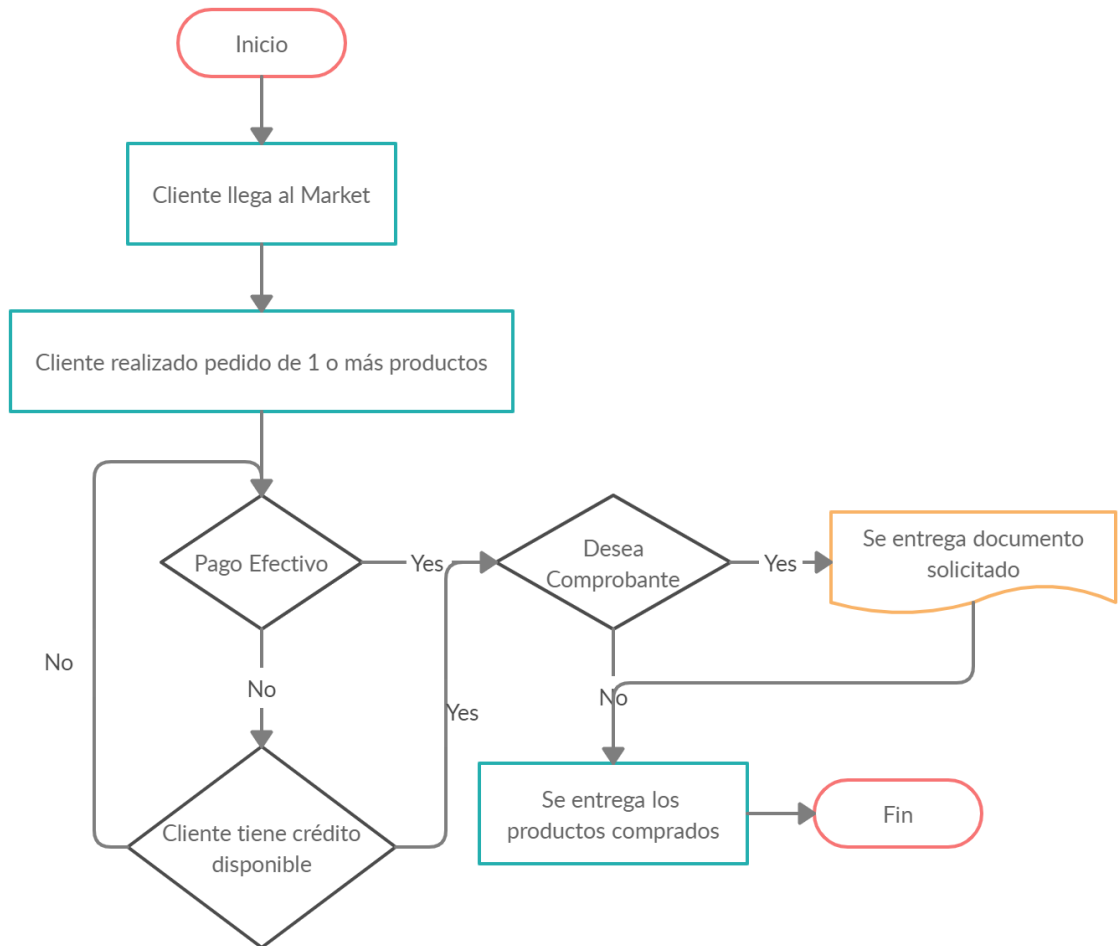 Inicio
Cliente llega al Market
Cliente realizado pedido de 1 o más productos
Pago Efectivo
Yes
Desea
Comprobante
Yes
Se entrega documento
solicitado
No
No
No
Yes
Cliente tiene crédito
disponible
Se entrega los
productos comprados
Fin